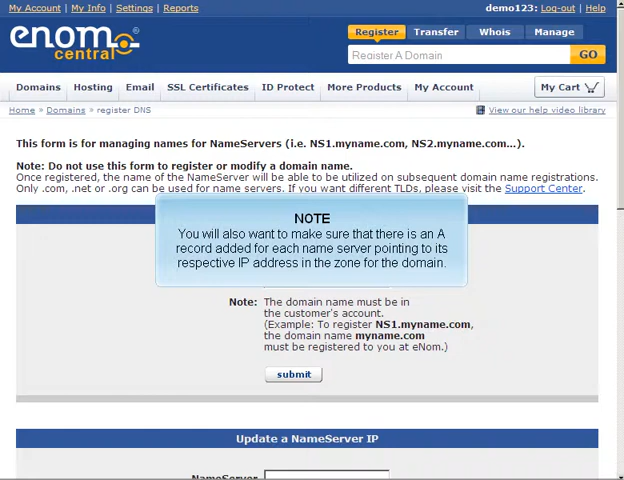 My Account | My Info | Settings | Reports
demo123: Log-out | Help
enom central
Register Transfer Whois Manage
Register A Domain GO
Domains Hosting Email SSL Certificates ID Protect More Products My Account My Cart
Home > Domains > register DNS
View our help video library
This form is for managing names for NameServers (i.e. NS1.myname.com, NS2.myname.com...).
Note: Do not use this form to register or modify a domain name.
Once registered, the name of the NameServer will be able to be utilized on subsequent domain name registrations.
Only .com, .net or .org can be used for name servers. If you want different TLDs, please visit the Support Center.
NOTE
You will also want to make sure that there is an A
record added for each name server pointing to its
respective IP address in the zone for the domain.
Note: The domain name must be in
the customer's account.
(Example: To register NS1.myname.com,
the domain name myname.com
must be registered to you at eNom.)
submit
Update a NameServer IP
NameServer